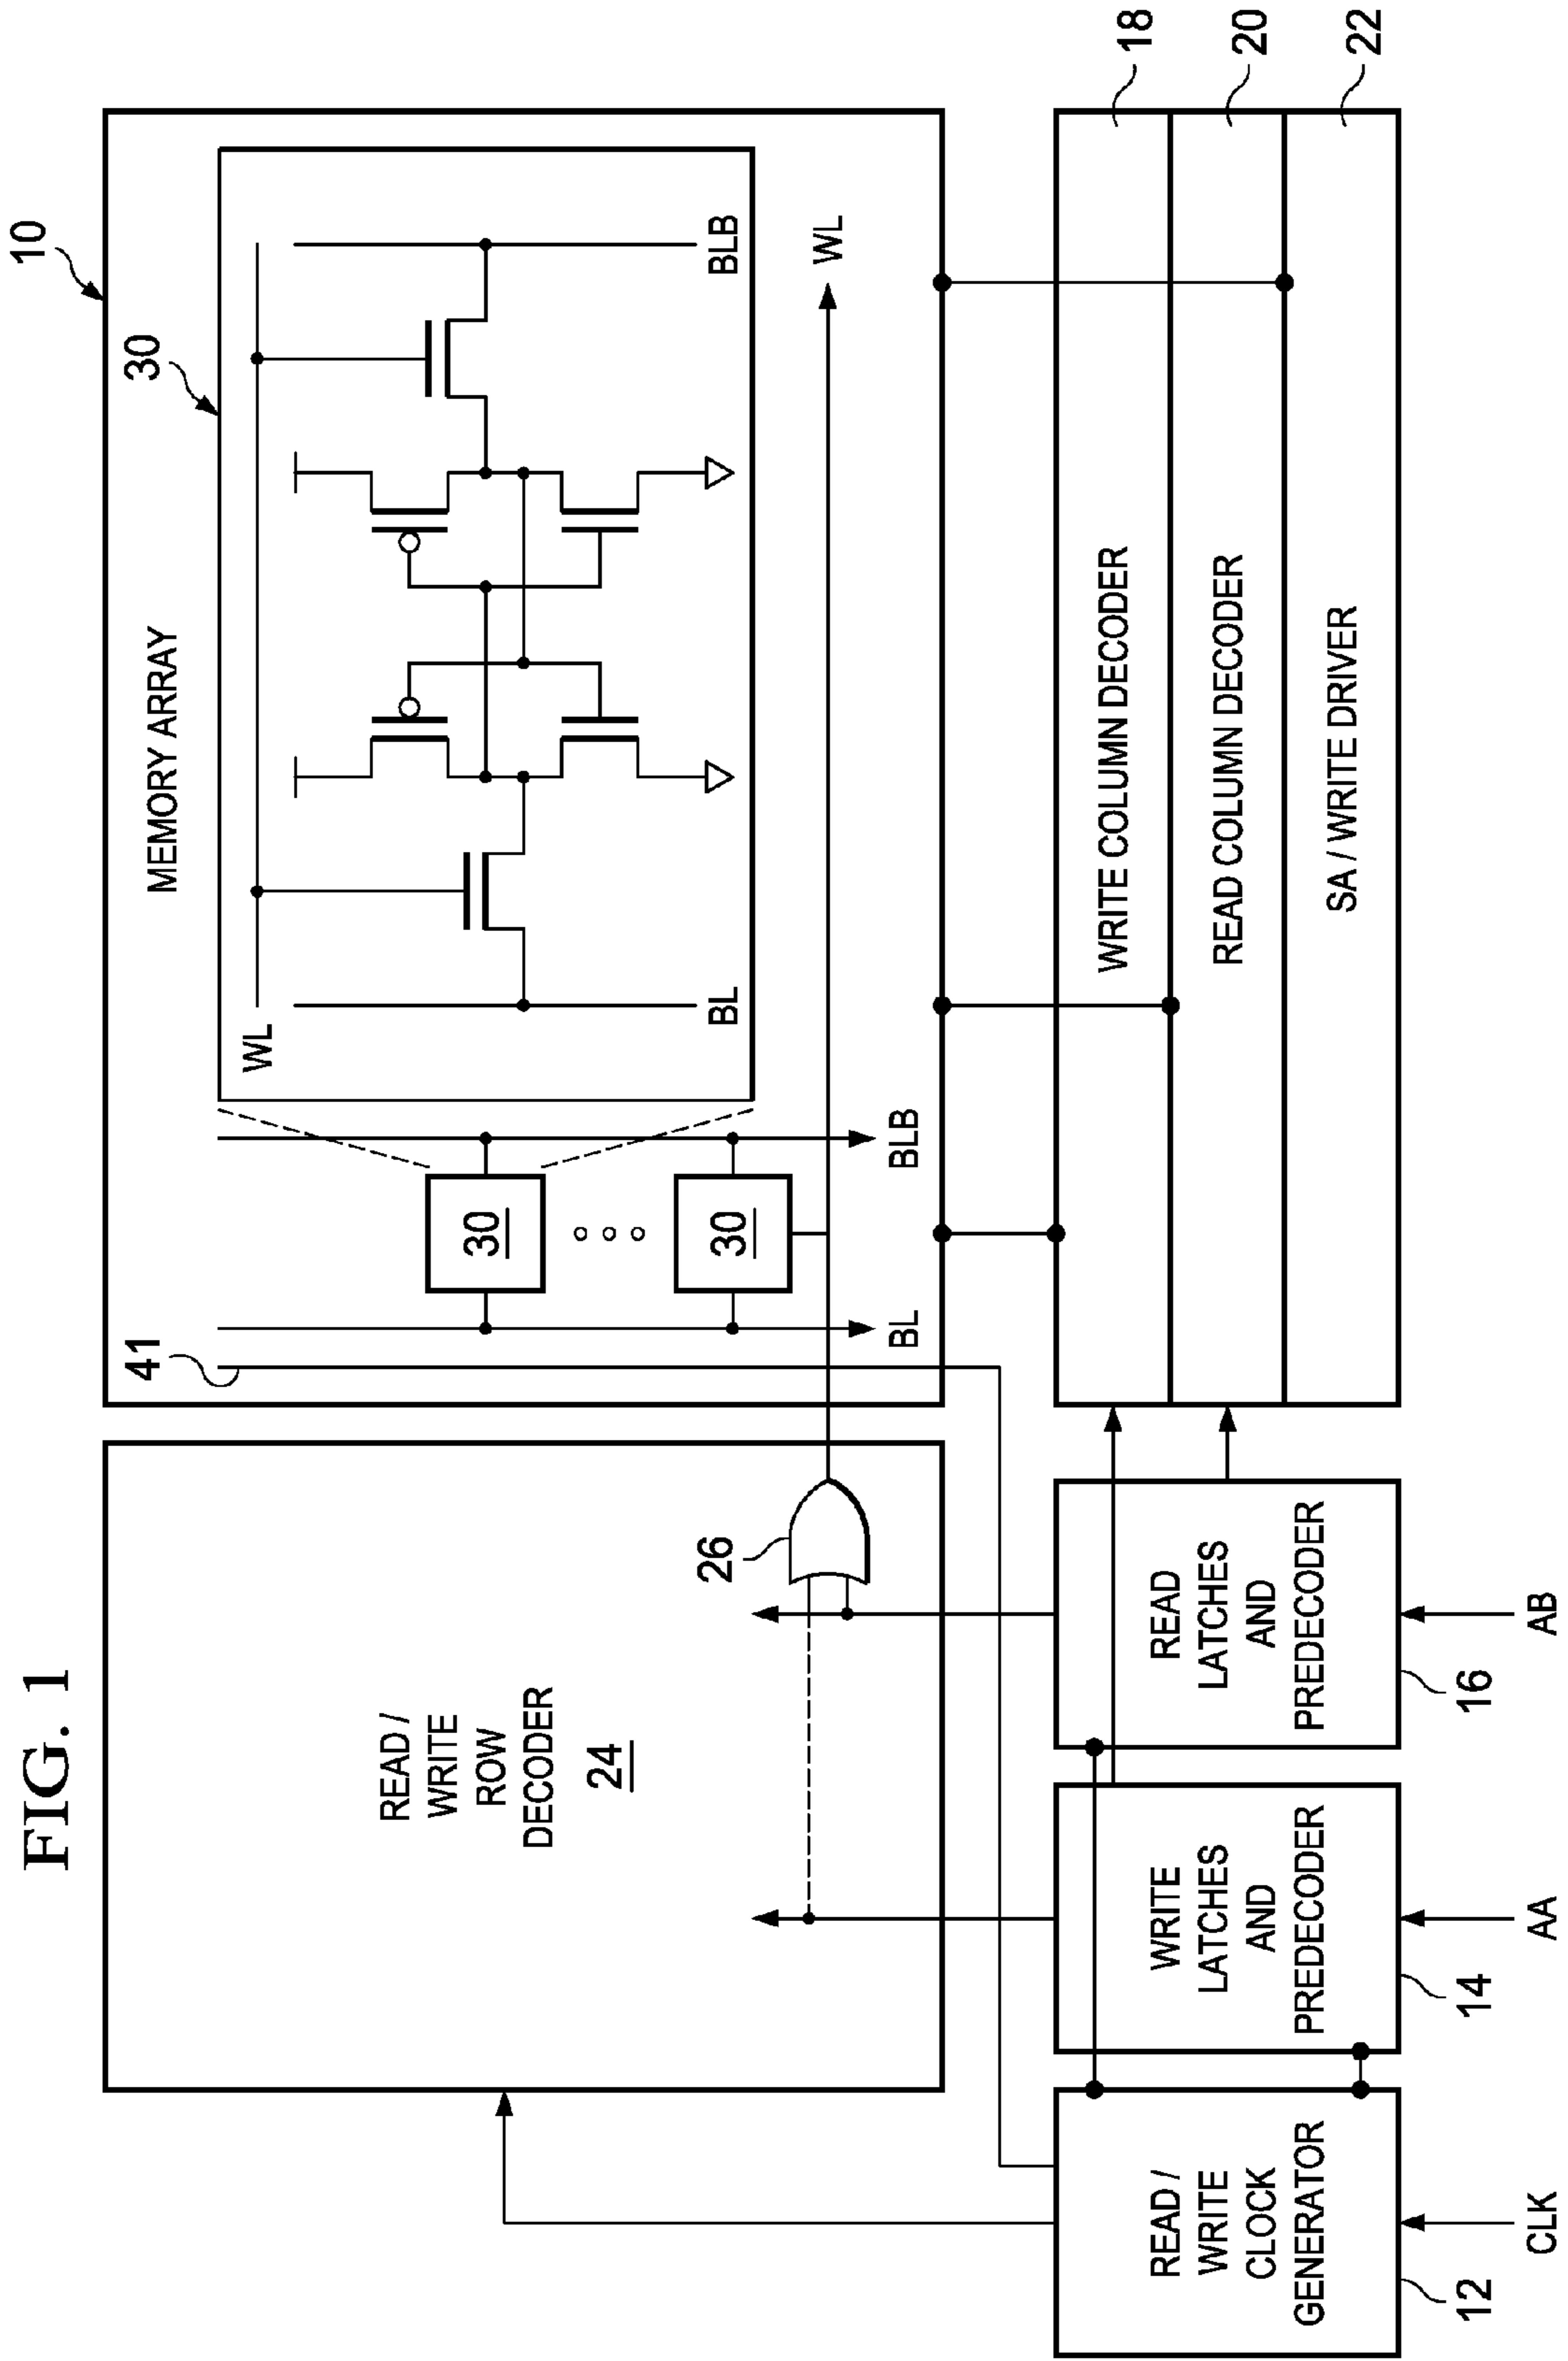 FIG. 1
10
MEMORY ARRAY
30
WL
BL
BLB
41
30
30
BL
BLB
WL
READ /
WRITE
ROW
DECODER
24
26
READ /
WRITE
CLOCK
GENERATOR
12
CLK
WRITE
LATCHES
AND
PREDECODER
14
AA
READ
LATCHES
AND
PREDECODER
16
AB
WRITE COLUMN DECODER
18
READ COLUMN DECODER
20
SA / WRITE DRIVER
22